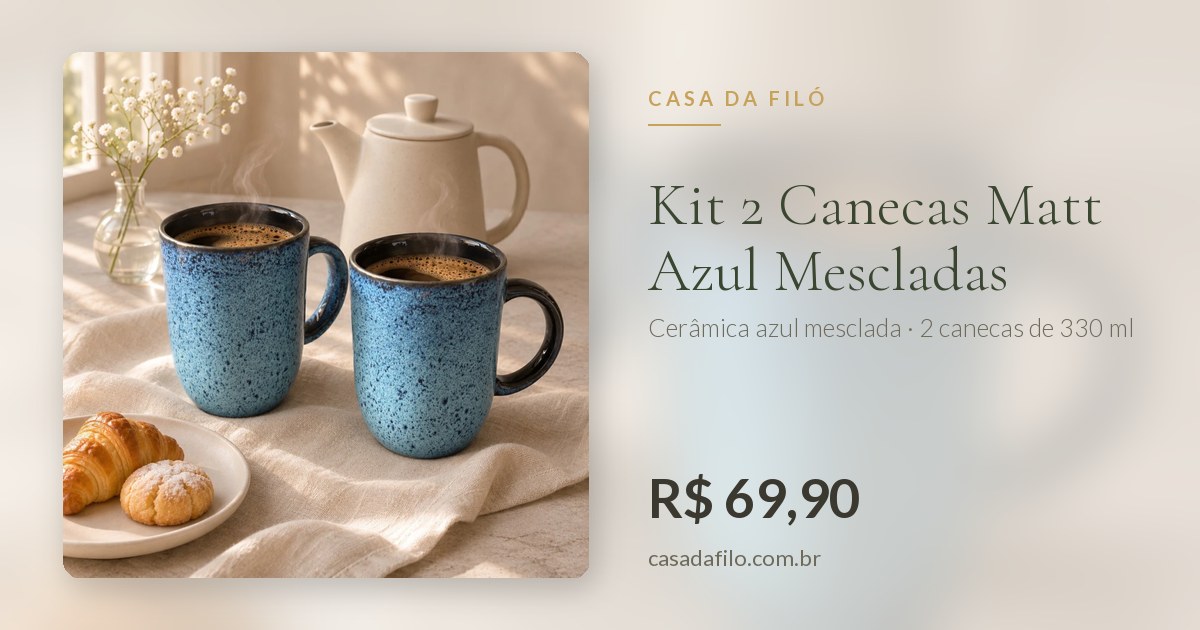 CASA DA FILÓ
Kit 2 Canecas Matt
Azul Mescladas
Cerâmica azul mesclada · 2 canecas de 330 ml
R$ 69,90
casadafilo.com.br